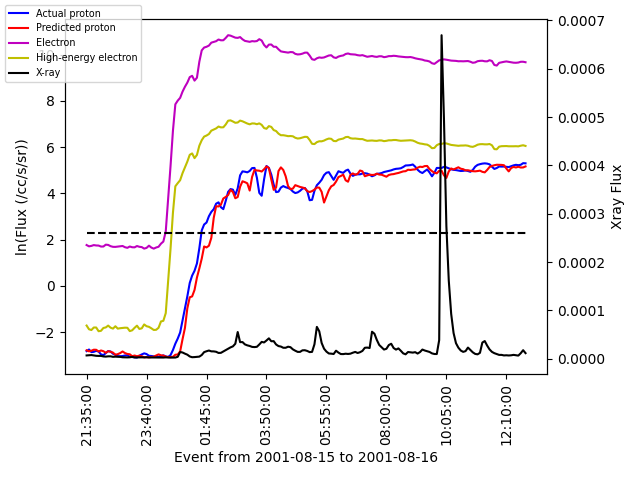 Actual proton
Predicted proton
Electron
High-energy electron
X-ray
ln(Flux (/cc/s/sr))
10
8
6
4
2
0
−2
0.0007
0.0006
0.0005
0.0004
0.0003
0.0002
0.0001
0.0000
Xray Flux
21:35:00
23:40:00
01:45:00
03:50:00
05:55:00
08:00:00
10:05:00
12:10:00
Event from 2001-08-15 to 2001-08-16